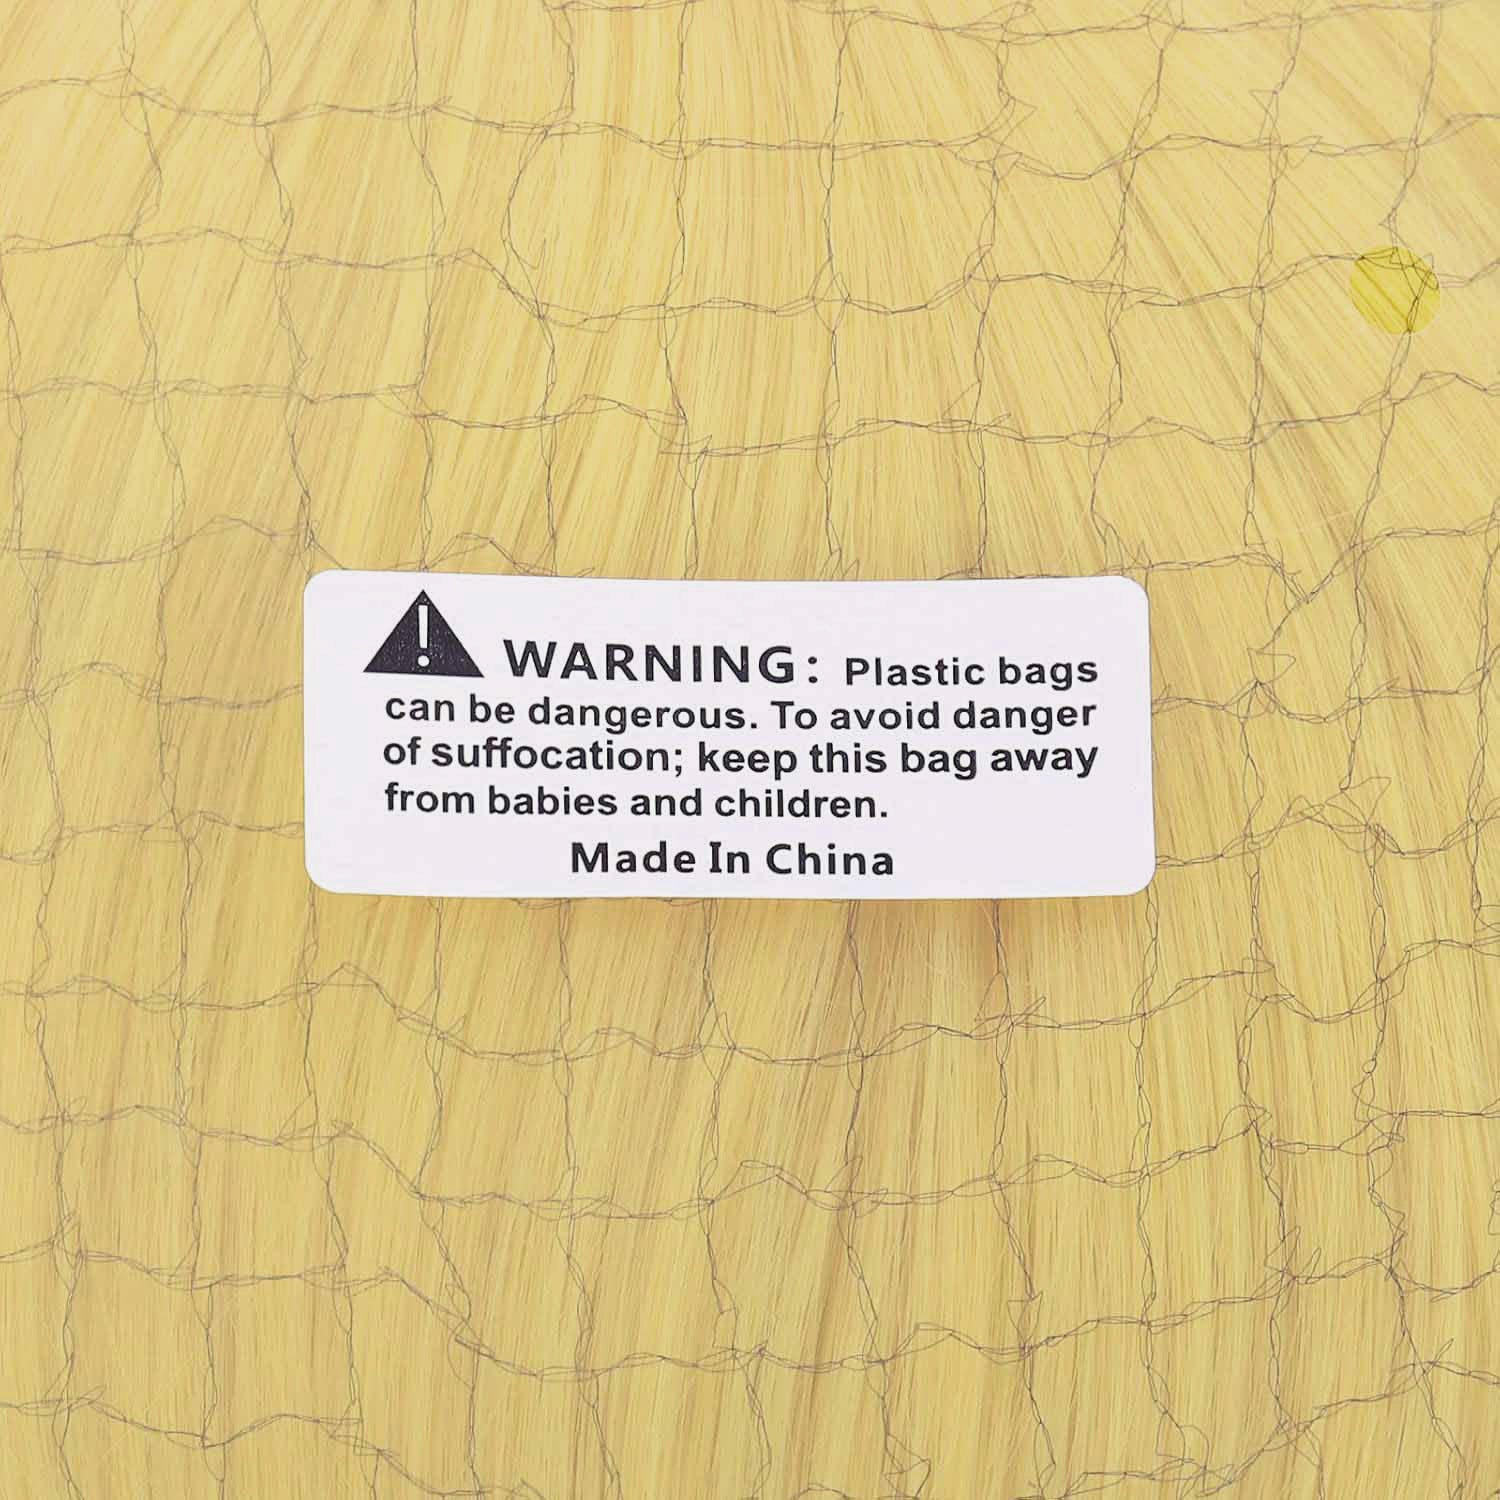 WARNING: Plastic bags
can be dangerous. To avoid danger
of suffocation; keep this bag away
from babies and children.
Made In China